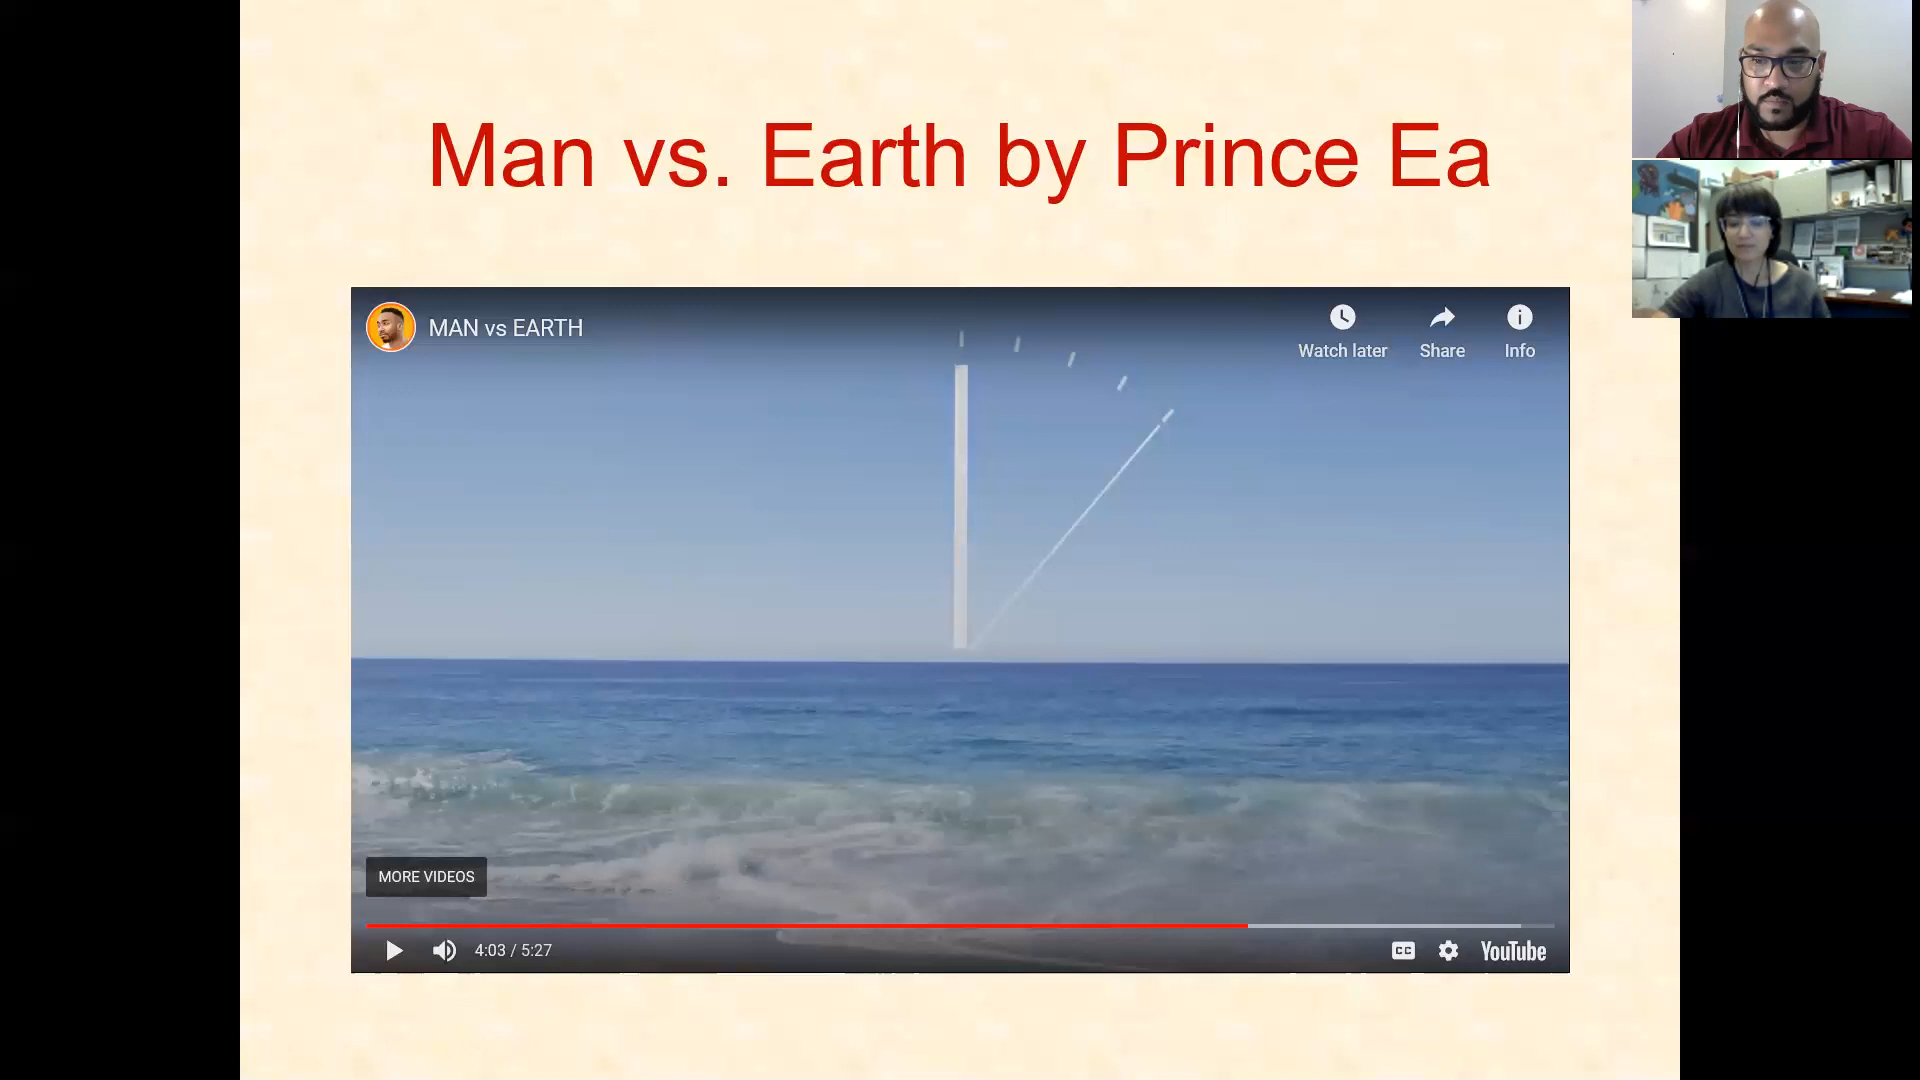 Man vs. Earth by Prince Ea
MAN vs EARTH
Watch later
Share
Info
MORE VIDEOS
4:03 / 5:27
CC
YouTube